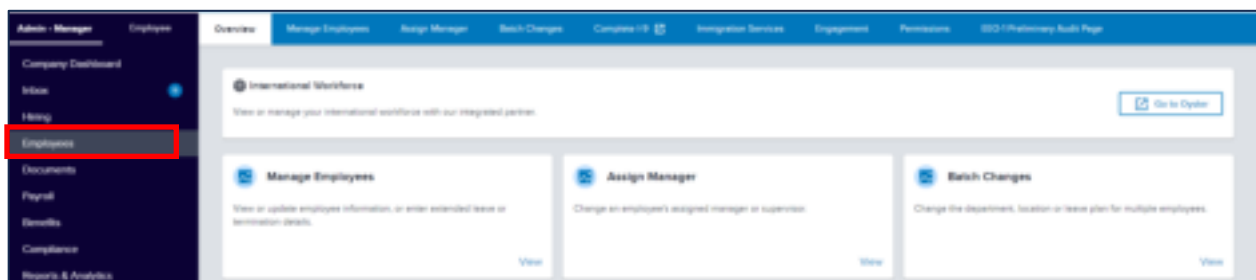 Admin - Manager Employee Overview Manage Employees Assign Manager Batch Changes Complete I-9 Immigration Services Engagement Permissions EEO-1 Preliminary Audit Page
Company Dashboard
Inbox
Hiring
Employees
Documents
Payroll
Benefits
Compliance
Reports & Analytics
International Workforce
View or manage your international workforce with our integrated partner.
Go to Oyster
Manage Employees
View or update employee information, or enter extended leave or
termination details.
View
Assign Manager
Change an employee's assigned manager or supervisor.
View
Batch Changes
Change the department, location or leave plan for multiple employees.
View